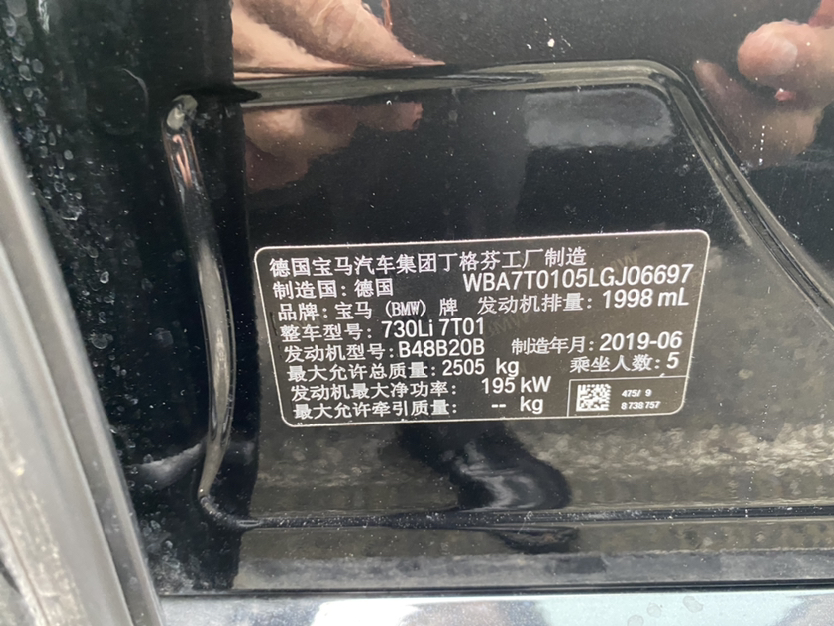 德国宝马汽车集团丁格芬工厂制造
制造国：德国 WBA7T0105LGJ06697
品牌：宝马 (BMW) 牌 发动机排量：1998 mL
整车型号：730Li 7T01
发动机型号：B48B20B 制造年月：2019-06
最大允许总质量：2505 kg 乘坐人数：5
发动机最大净功率： 195 kW
最大允许牵引质量： -- kg
8 738 757